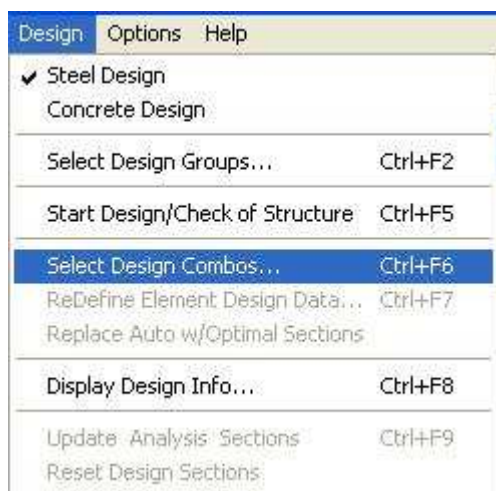 Design Options Help
✔ Steel Design
Concrete Design
Select Design Groups... Ctrl+F2
Start Design/Check of Structure Ctrl+F5
Select Design Combos... Ctrl+F6
ReDefine Element Design Data... Ctrl+F7
Replace Auto w/Optimal Sections
Display Design Info... Ctrl+F8
Update Analysis Sections Ctrl+F9
Reset Design Sections